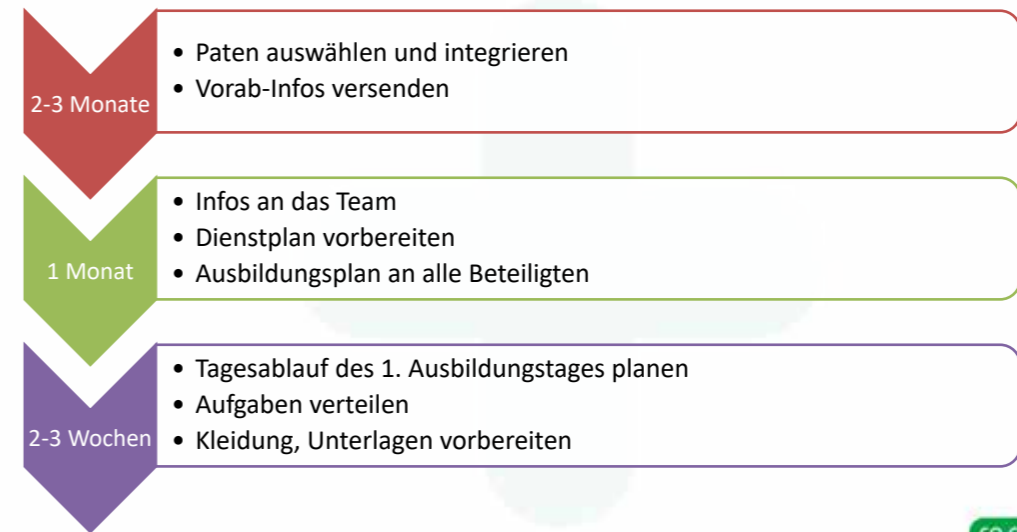 2-3 Monate
• Paten auswählen und integrieren
• Vorab-Infos versenden
1 Monat
• Infos an das Team
• Dienstplan vorbereiten
• Ausbildungsplan an alle Beteiligten
2-3 Wochen
• Tagesablauf des 1. Ausbildungstages planen
• Aufgaben verteilen
• Kleidung, Unterlagen vorbereiten